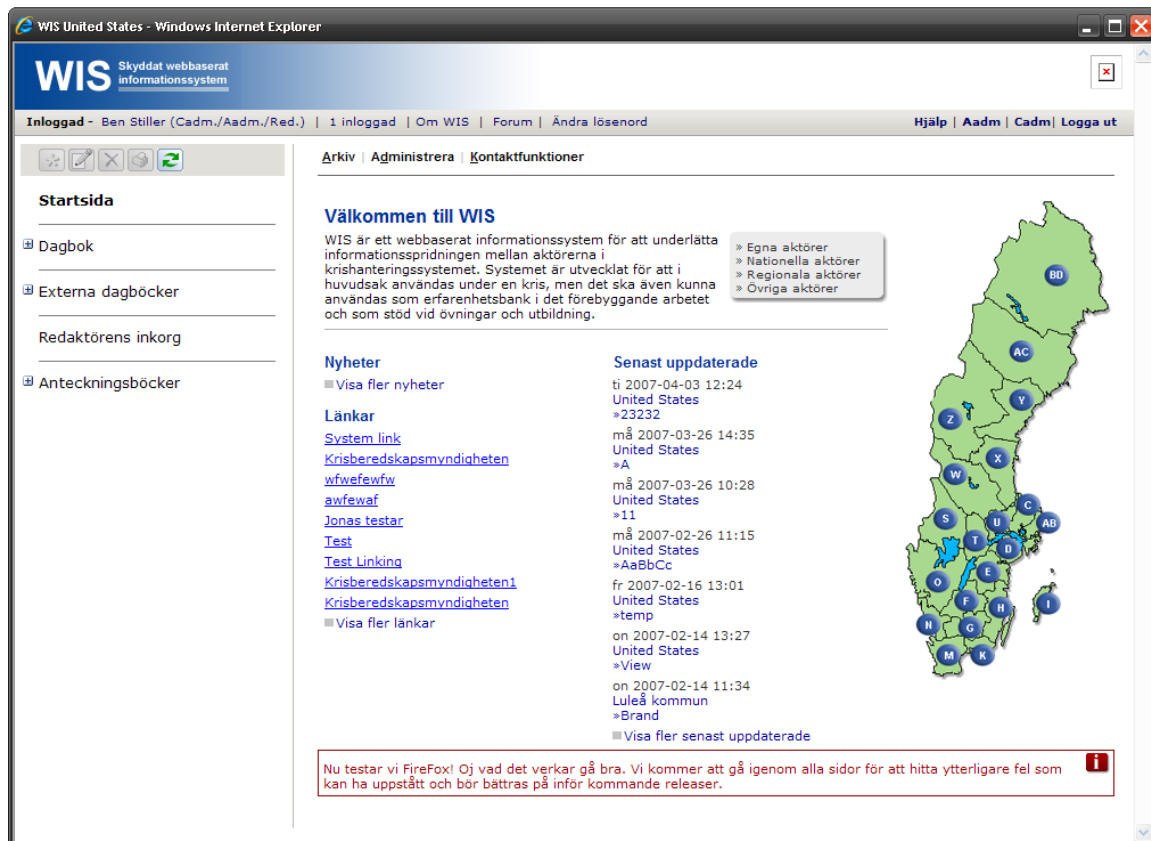 WIS United States - Windows Internet Explorer
WIS Skyddat webbaserat
informationssystem
Inloggad - Ben Stiller (Cadm./Aadm./Red.) | 1 inloggad | Om WIS | Forum | Ändra lösenord
Hjälp | Aadm | Cadm| Logga ut
Startsida
Dagbok
Externa dagböcker
Redaktörens inkorg
Anteckningsböcker
Arkiv | Administrera | Kontaktfunktioner
Välkommen till WIS
WIS är ett webbaserat informationssystem för att underlätta
informationsspridningen mellan aktörerna i
krishanteringssystemet. Systemet är utvecklat för att i
huvudsak användas under en kris, men det ska även kunna
användas som erfarenhetsbank i det förebyggande arbetet
och som stöd vid övningar och utbildning.
» Egna aktörer
» Nationella aktörer
» Regionala aktörer
» Övriga aktörer
Nyheter
Visa fler nyheter
Länkar
System link
Krisberedskapsmyndigheten
wfwefewfw
awfewaf
Jonas testar
Test
Test Linking
Krisberedskapsmyndigheten1
Krisberedskapsmyndigheten
Visa fler länkar
Senast uppdaterade
ti 2007-04-03 12:24
United States
»23232
må 2007-03-26 14:35
United States
»A
må 2007-03-26 10:28
United States
»11
må 2007-02-26 11:15
United States
»AaBbCc
fr 2007-02-16 13:01
United States
»temp
on 2007-02-14 13:27
United States
»View
on 2007-02-14 11:34
Luleå kommun
»Brand
Visa fler senast uppdaterade
BD
AC
Y
Z
X
W
C
S
U
AB
T
D
E
O
F
H
I
N
G
M
K
Nu testar vi FireFox! Oj vad det verkar gå bra. Vi kommer att gå igenom alla sidor för att hitta ytterligare fel som
kan ha uppstått och bör bättras på inför kommande releaser.
i